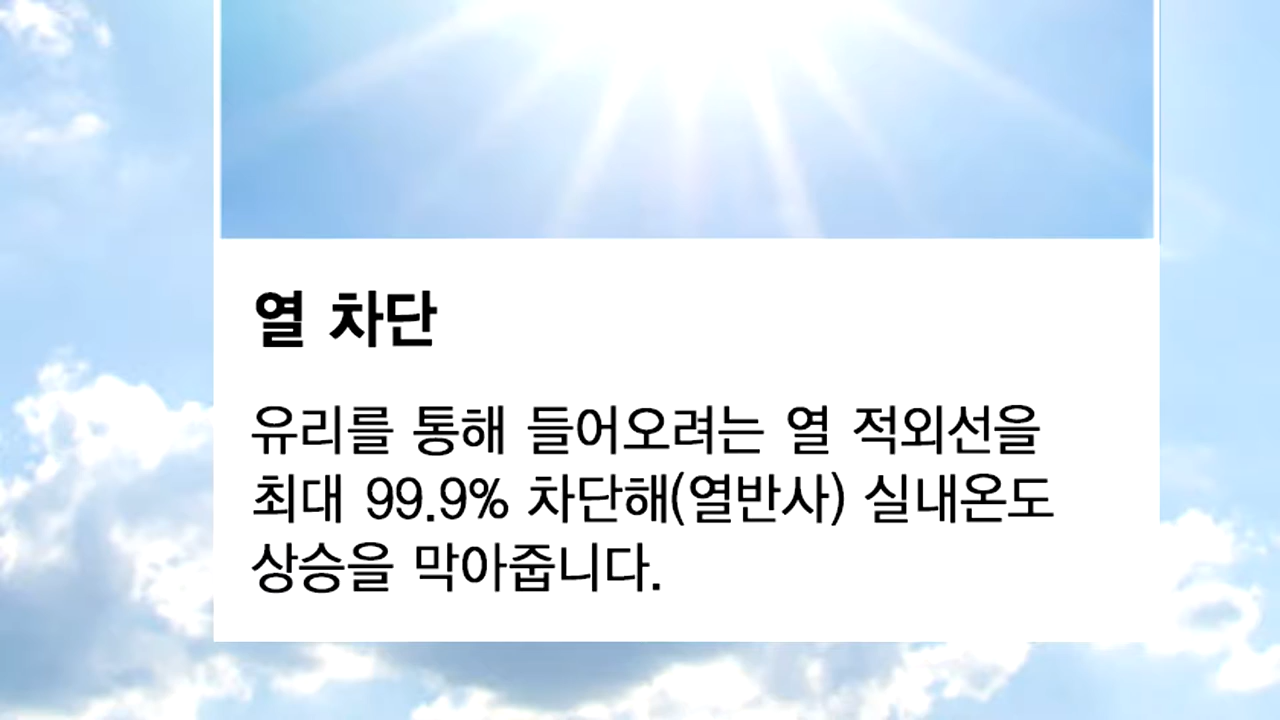 열 차단
유리를 통해 들어오려는 열 적외선을
최대 99.9% 차단해(열반사) 실내온도
상승을 막아줍니다.